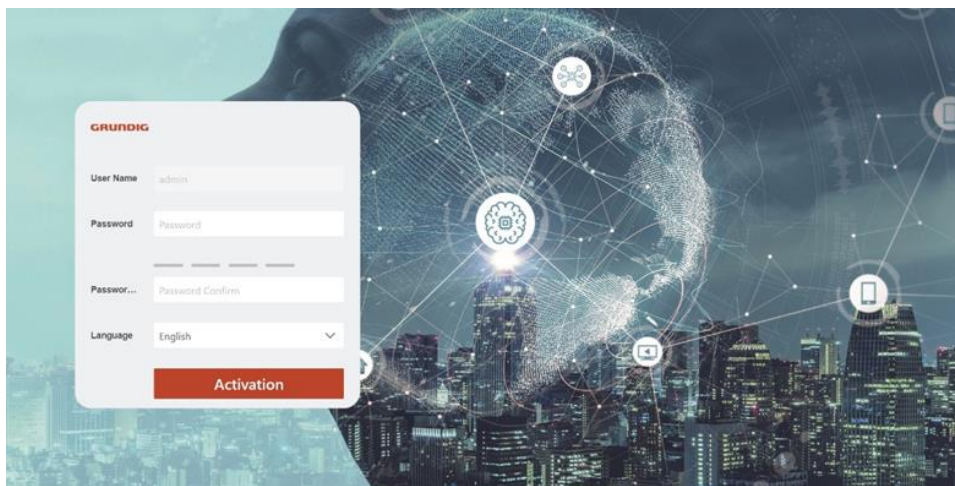 GRUNDIG
User Name admin
Password Password
Passwor... Password Confirm
Language English
Activation